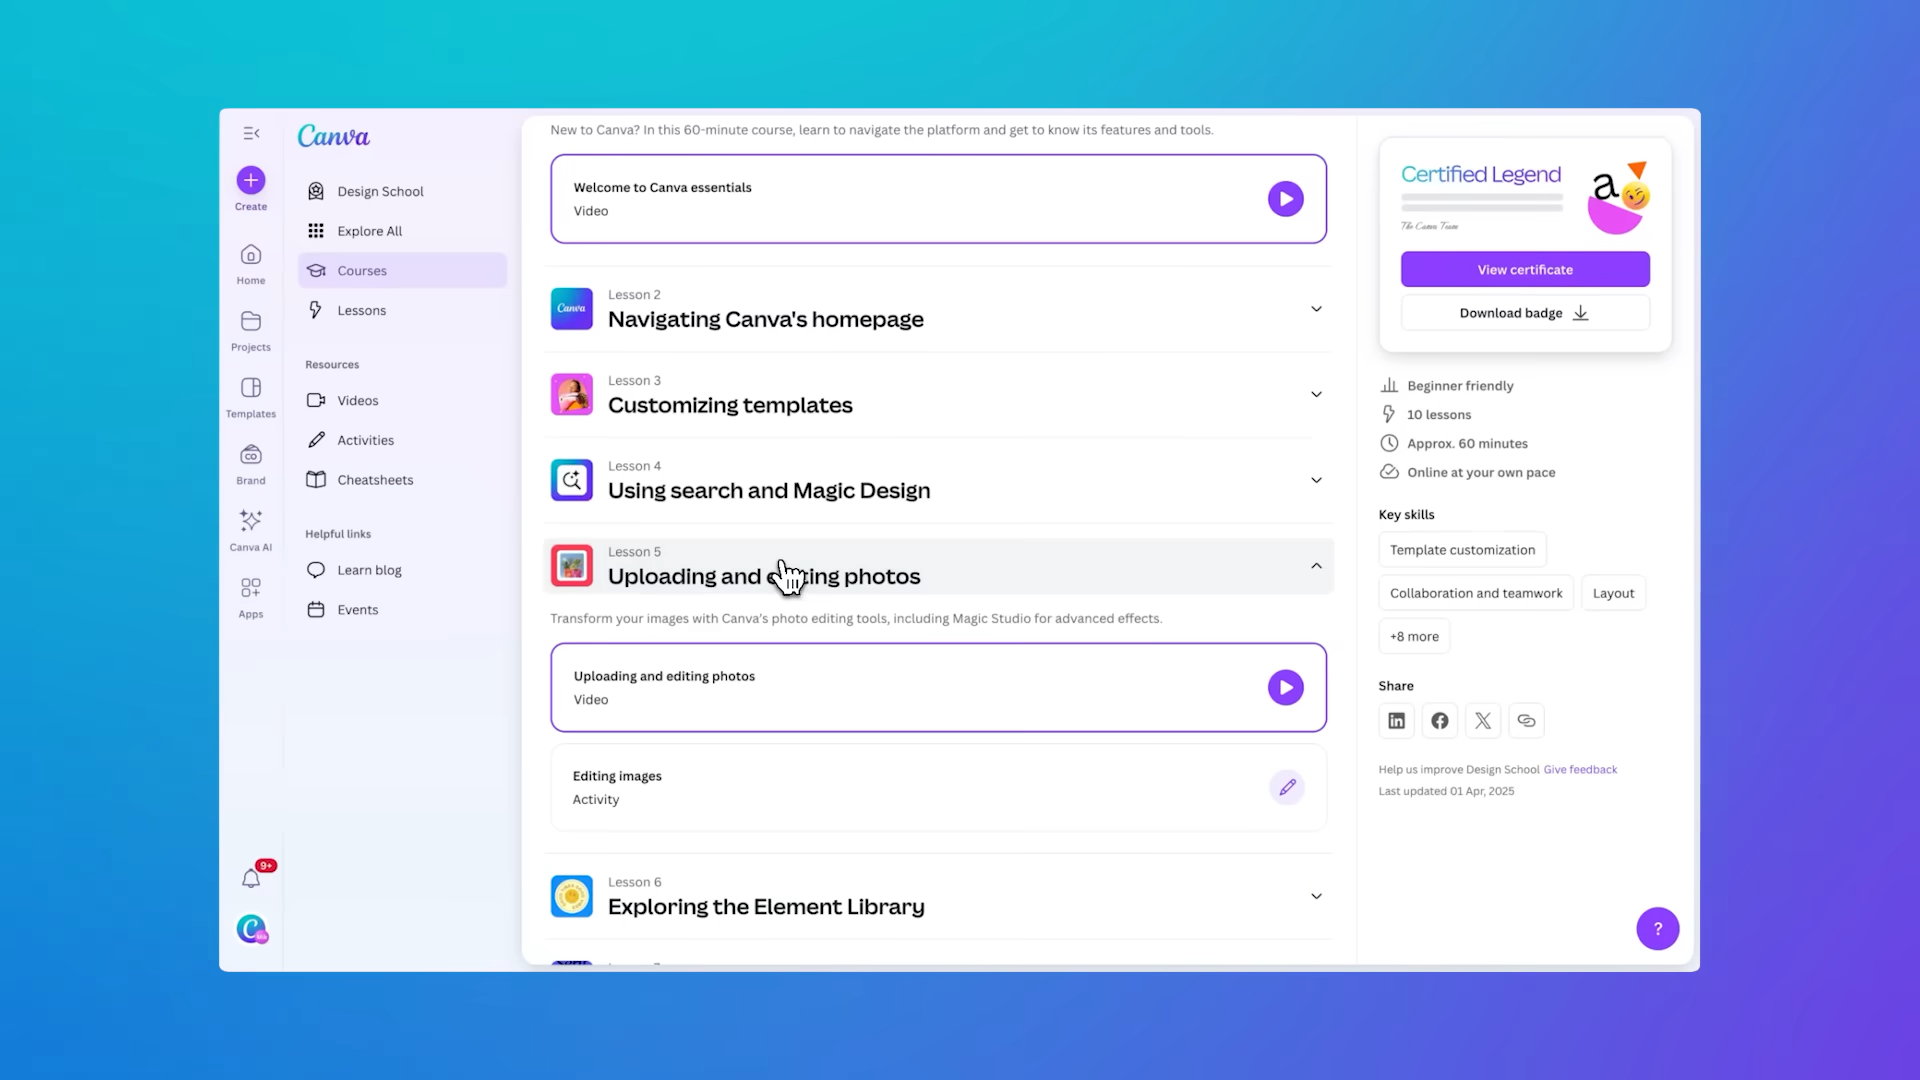 Canva
Create
Home
Projects
Templates
CO
Brand
Canva AI
Apps
9+
C
Design School
Explore All
Courses
Lessons
Resources
Videos
Activities
Cheatsheets
Helpful links
Learn blog
Events
New to Canva? In this 60-minute course, learn to navigate the platform and get to know its features and tools.
Welcome to Canva essentials
Video
Canva
Lesson 2
Navigating Canva's homepage
Lesson 3
Customizing templates
Lesson 4
Using search and Magic Design
Lesson 5
Uploading and editing photos
Transform your images with Canva's photo editing tools, including Magic Studio for advanced effects.
Uploading and editing photos
Video
Editing images
Activity
Lesson 6
Exploring the Element Library
Certified Legend
a
The Canva Team
View certificate
Download badge
Beginner friendly
10 lessons
Approx. 60 minutes
Online at your own pace
Key skills
Template customization
Collaboration and teamwork
Layout
+8 more
Share
Help us improve Design School Give feedback
Last updated 01 Apr, 2025
?